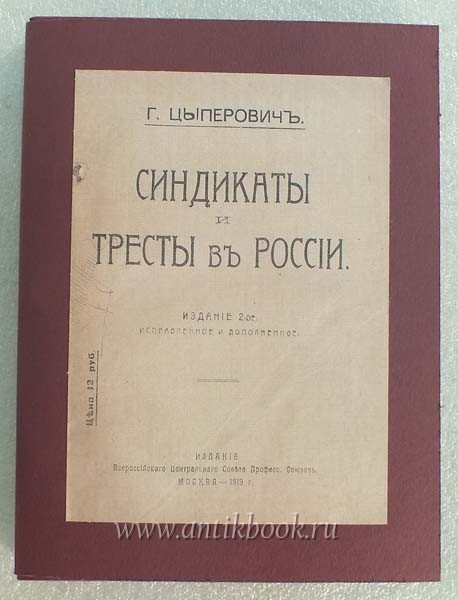 Г. ЦЫПЕРОВИЧЪ.
СИНДИКАТЫ
И
ТРЕСТЫ ВЪ РОССІИ.
ИЗДАНІЕ 2-ое,
ИСПРАВЛЕННОЕ И ДОПОЛНЕННОЕ.
Цѣна 12 руб.
ИЗДАНІЕ
Всероссійскаго Центральнаго Совѣта Професс. Союзовъ.
МОСКВА — 1919 г.
www.antikbook.ru